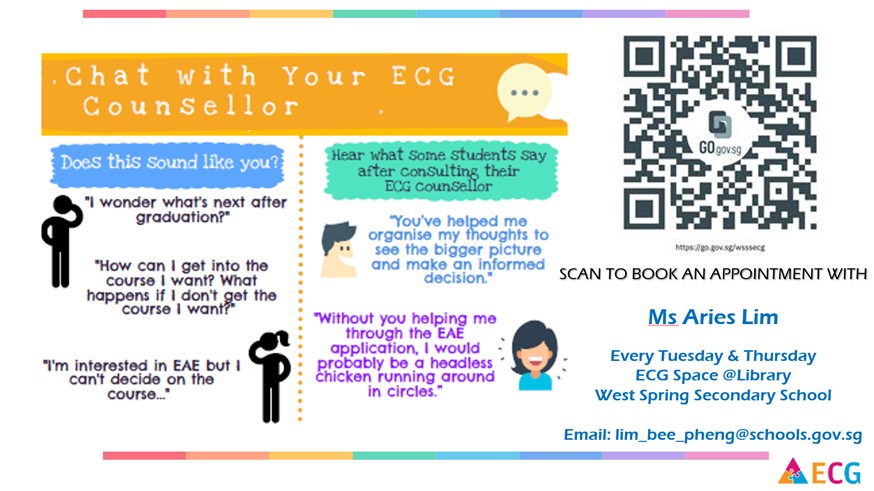 ..Chat with Your ECG
Counsellor
Does this sound like you?
"I wonder what's next after
graduation?"
"How can I get into the
course I want? What
happens if I don't get the
course I want?"
"I'm interested in EAE but I
can't decide on the
course..."
Hear what some students say
after consulting their
ECG counsellor
"You've helped me
organise my thoughts to
see the bigger picture
and make an informed
decision."
"Without you helping me
through the EAE
application, I would
probably be a headless
chicken running around
in circles."
GO.gov.sg
https://go.gov.sg/wsssecg
SCAN TO BOOK AN APPOINTMENT WITH
Ms Aries Lim
Every Tuesday & Thursday
ECG Space @Library
West Spring Secondary School
Email: lim_bee_pheng@schools.gov.sg
ECG